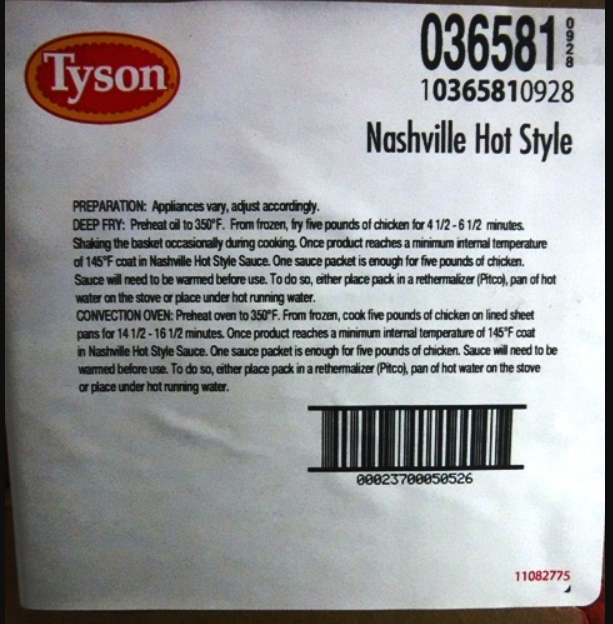 Tyson
036581
0928
10365810928
Nashville Hot Style
PREPARATION: Appliances vary, adjust accordingly.
DEEP FRY: Preheat oil to 350°F. From frozen, fry five pounds of chicken for 4 1/2 - 6 1/2 minutes.
Shaking the basket occasionally during cooking. Once product reaches a minimum internal temperature
of 145°F coat in Nashville Hot Style Sauce. One sauce packet is enough for five pounds of chicken.
Sauce will need to be warmed before use. To do so, either place pack in a rethermalizer (Pitco), pan of hot
water on the stove or place under hot running water.
CONVECTION OVEN: Preheat oven to 350°F. From frozen, cook five pounds of chicken on lined sheet
pans for 14 1/2 - 16 1/2 minutes. Once product reaches a minimum internal temperature of 145°F coat
in Nashville Hot Style Sauce. One sauce packet is enough for five pounds of chicken. Sauce will need to be
warmed before use. To do so, either place pack in a rethermalizer (Pitco), pan of hot water on the stove
or place under hot running water.
00023700050526
11082775